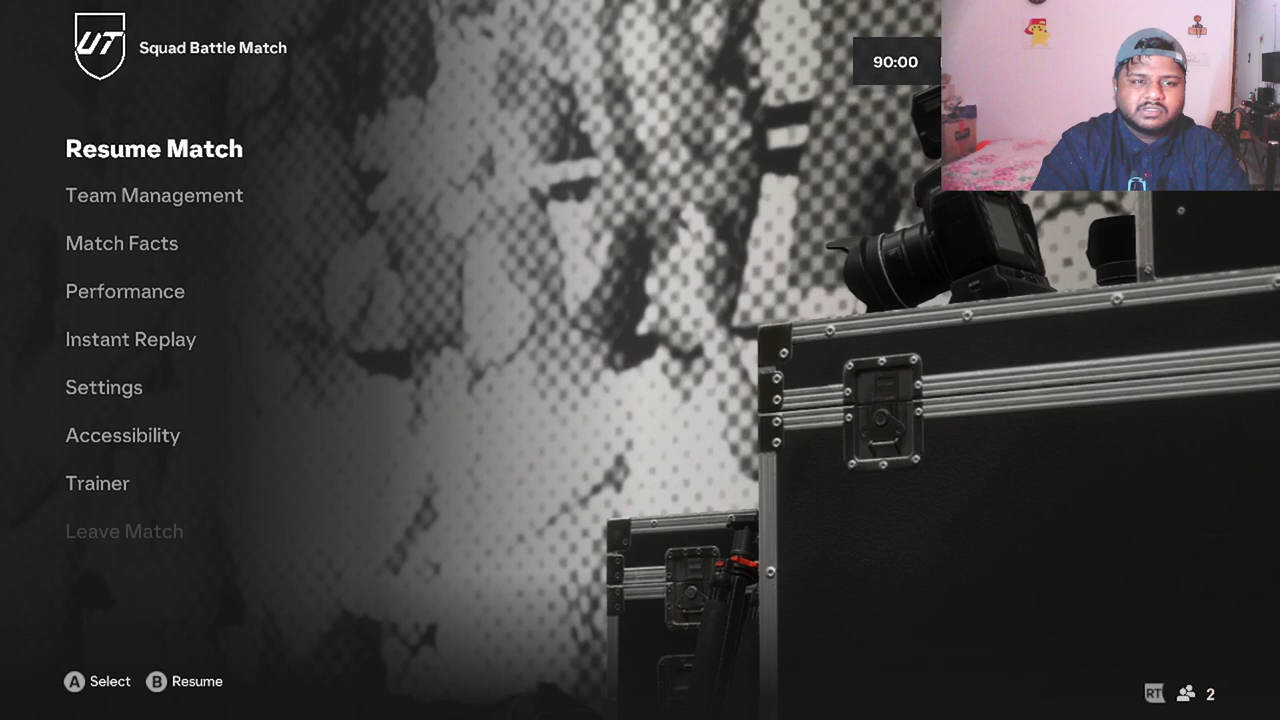 UT
Squad Battle Match
90:00
Resume Match
Team Management
Match Facts
Performance
Instant Replay
Settings
Accessibility
Trainer
Leave Match
A Select B Resume
RT 2